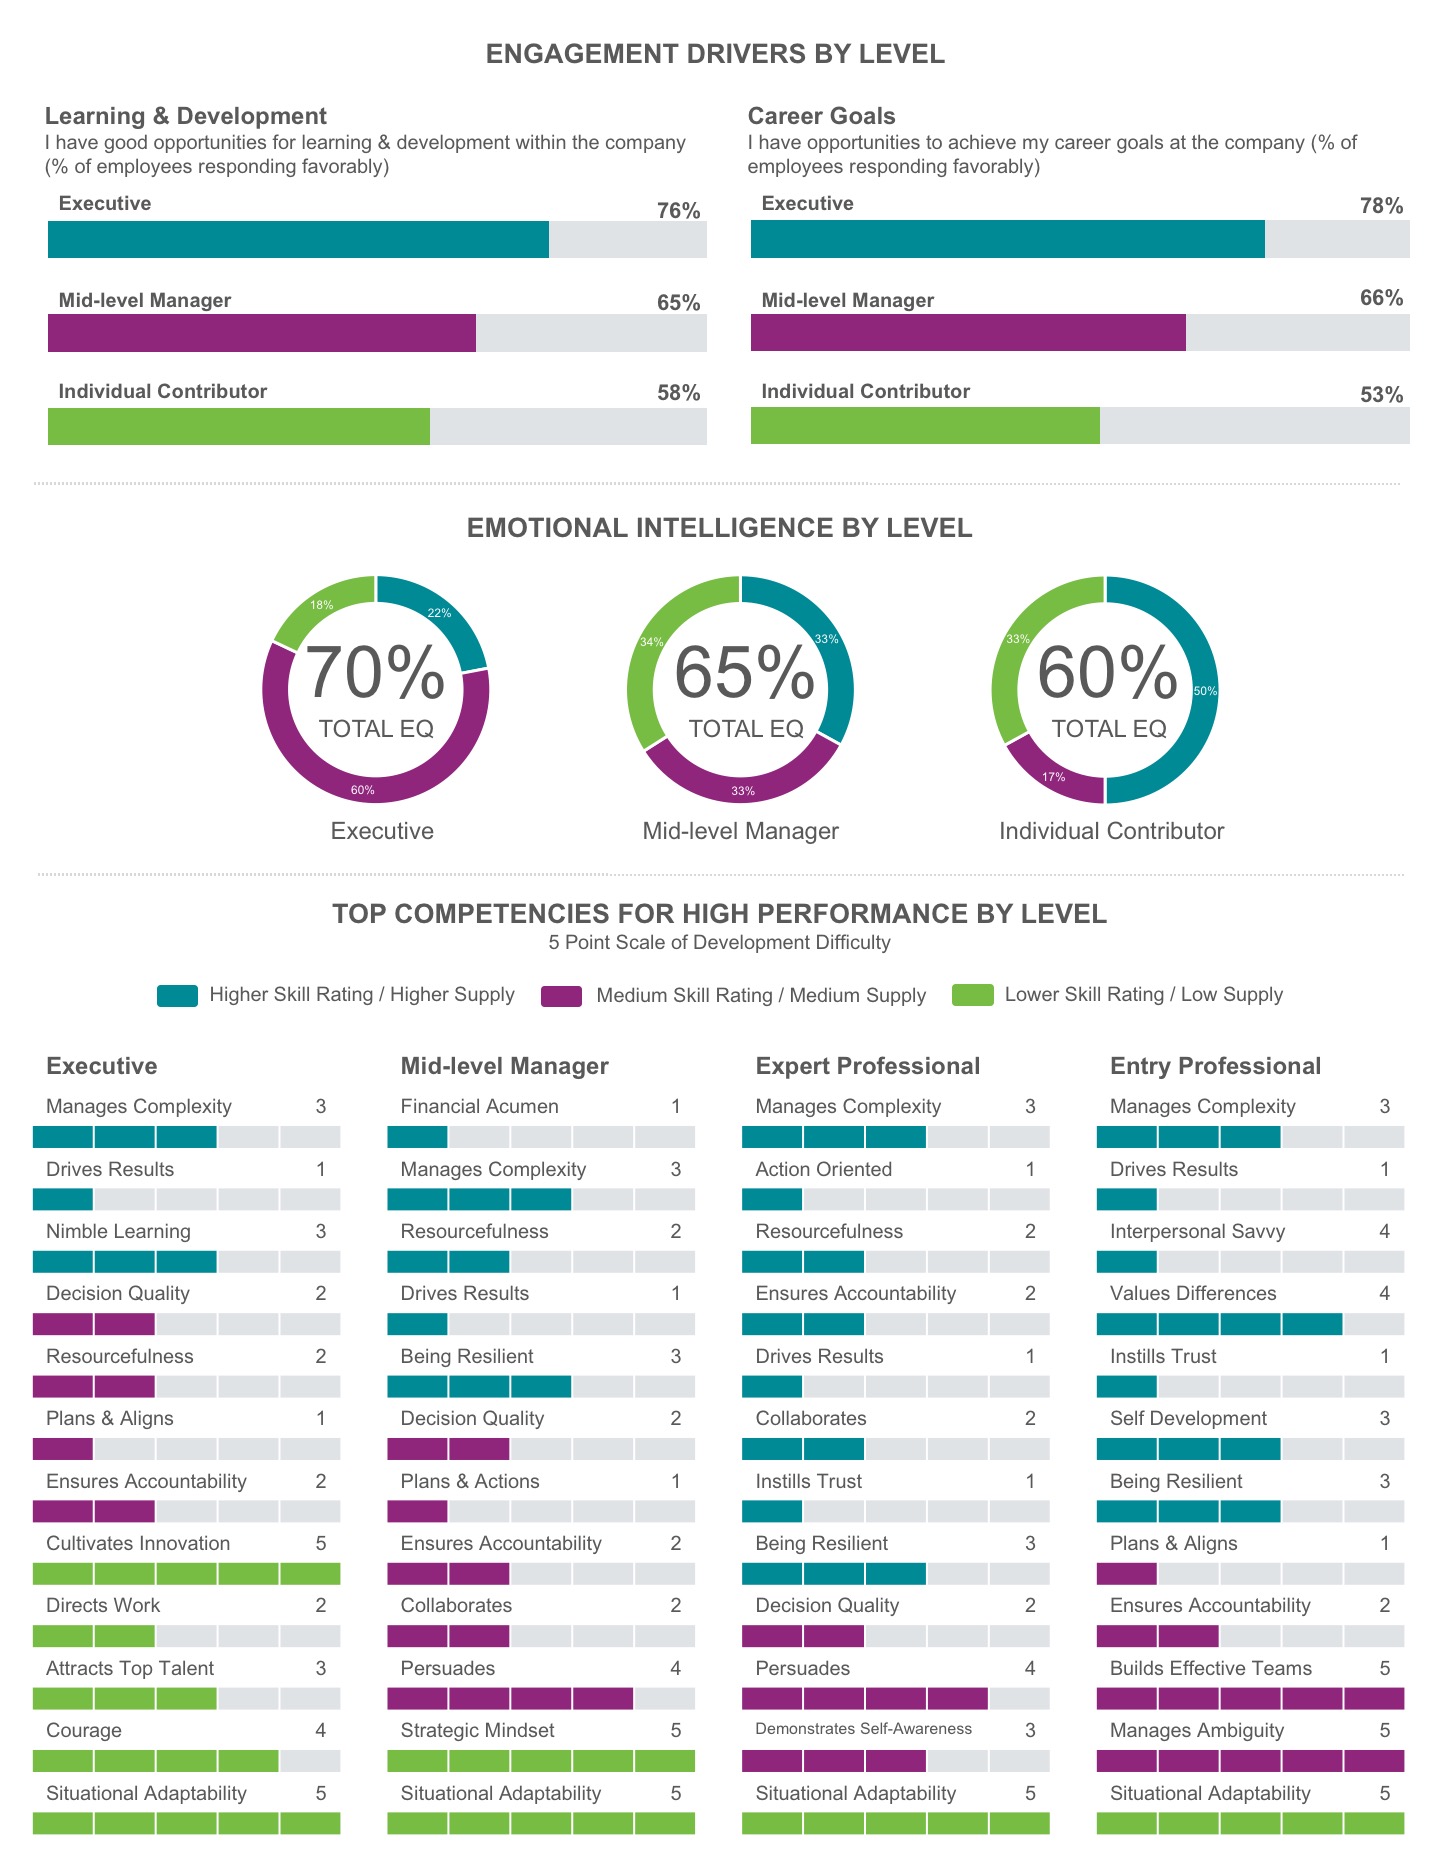 ENGAGEMENT DRIVERS BY LEVEL
Learning & Development
I have good opportunities for learning & development within the company
(% of employees responding favorably)
Executive
76%
Mid-level Manager
65%
Individual Contributor
58%
Career Goals
I have opportunities to achieve my career goals at the company (% of
employees responding favorably)
Executive
78%
Mid-level Manager
66%
Individual Contributor
53%
EMOTIONAL INTELLIGENCE BY LEVEL
18%
22%
70%
TOTAL EQ
60%
Executive
34%
33%
65%
TOTAL EQ
33%
Mid-level Manager
33%
60%
50%
TOTAL EQ
17%
Individual Contributor
TOP COMPETENCIES FOR HIGH PERFORMANCE BY LEVEL
5 Point Scale of Development Difficulty
Higher Skill Rating / Higher Supply
Medium Skill Rating / Medium Supply
Lower Skill Rating / Low Supply
Executive
Manages Complexity 3
Drives Results 1
Nimble Learning 3
Decision Quality 2
Resourcefulness 2
Plans & Aligns 1
Ensures Accountability 2
Cultivates Innovation 5
Directs Work 2
Attracts Top Talent 3
Courage 4
Situational Adaptability 5
Mid-level Manager
Financial Acumen 1
Manages Complexity 3
Resourcefulness 2
Drives Results 1
Being Resilient 3
Decision Quality 2
Plans & Actions 1
Ensures Accountability 2
Collaborates 2
Persuades 4
Strategic Mindset 5
Situational Adaptability 5
Expert Professional
Manages Complexity 3
Action Oriented 1
Resourcefulness 2
Ensures Accountability 2
Drives Results 1
Collaborates 2
Instills Trust 1
Being Resilient 3
Decision Quality 2
Persuades 4
Demonstrates Self-Awareness 3
Situational Adaptability 5
Entry Professional
Manages Complexity 3
Drives Results 1
Interpersonal Savvy 4
Values Differences 4
Instills Trust 1
Self Development 3
Being Resilient 3
Plans & Aligns 1
Ensures Accountability 2
Builds Effective Teams 5
Manages Ambiguity 5
Situational Adaptability 5